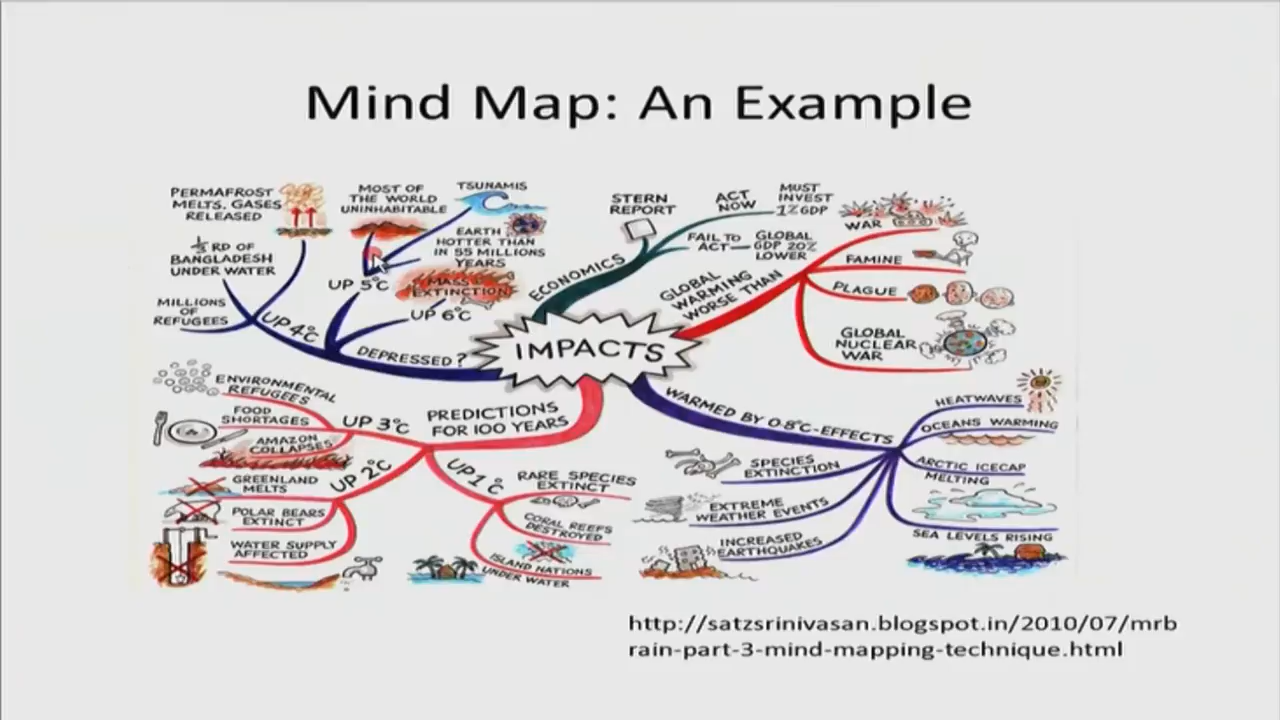 Mind Map: An Example
PERMAFROST
MELTS, GASES
RELEASED
MOST OF
THE WORLD
UNINHABITABLE
TSUNAMIS
EARTH
HOTTER THAN
IN 55 MILLIONS
YEARS
1/3 RD OF
BANGLADESH
UNDER WATER
MILLIONS
OF
REFUGEES
UP 4°C
UP 5°C
MASS
EXTINCTION
UP 6°C
DEPRESSED?
STERN
REPORT
ACT
NOW
MUST
INVEST
1% GDP
FAIL TO
ACT
GLOBAL
GDP 20%
LOWER
ECONOMICS
GLOBAL
WARMING
WORSE THAN
WAR
FAMINE
PLAGUE
GLOBAL
NUCLEAR
WAR
IMPACTS
ENVIRONMENTAL
REFUGEES
FOOD
SHORTAGES
AMAZON
COLLAPSES
UP 3°C
PREDICTIONS
FOR 100 YEARS
GREENLAND
MELTS
POLAR BEARS
EXTINCT
WATER SUPPLY
AFFECTED
UP 2°C
UP 1°C
RARE SPECIES
EXTINCT
CORAL REEFS
DESTROYED
ISLAND NATIONS
UNDER WATER
WARMED BY 0.8°C-EFFECTS
HEATWAVES
OCEANS WARMING
ARCTIC ICECAP
MELTING
SEA LEVELS RISING
SPECIES
EXTINCTION
EXTREME
WEATHER EVENTS
INCREASED
EARTHQUAKES
http://satzsrinivasan.blogspot.in/2010/07/mrb
rain-part-3-mind-mapping-technique.html